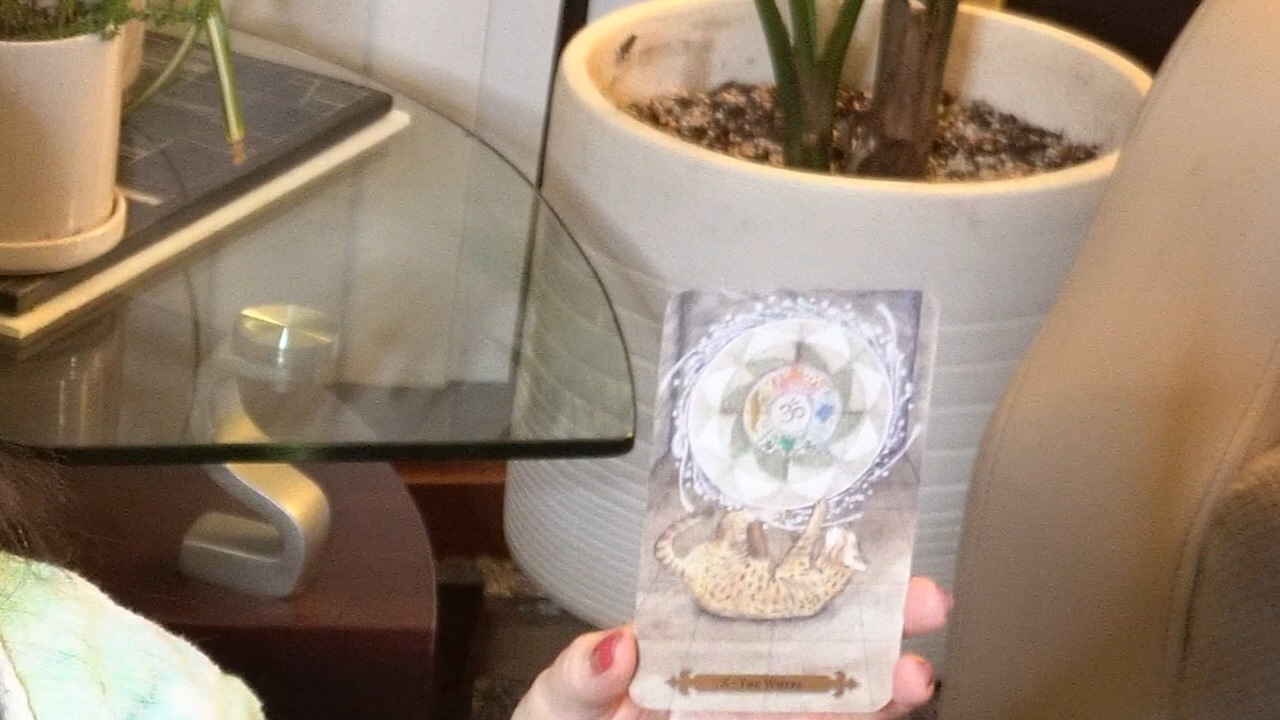 ॐ
X - The Wheel